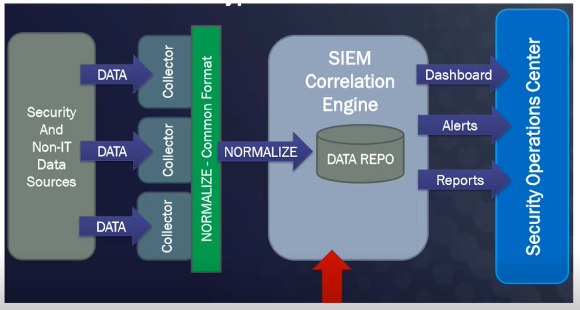 Security
And
Non-IT
Data
Sources
DATA
DATA
DATA
Collector
Collector
Collector
NORMALIZE - Common Format
NORMALIZE
SIEM
Correlation
Engine
DATA REPO
Dashboard
Alerts
Reports
Security Operations Center